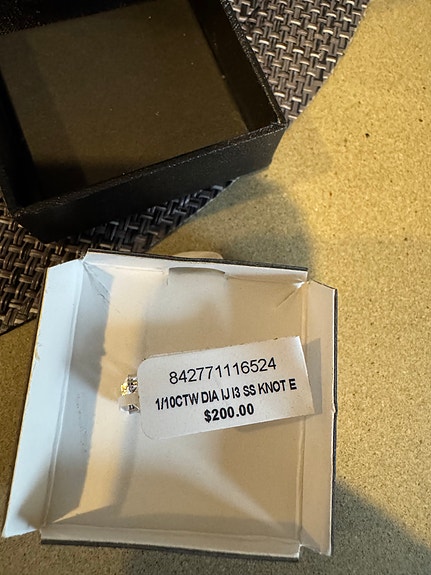 842771116524
1/10CTW DIA IJ I3 SS KNOT E
$200.00